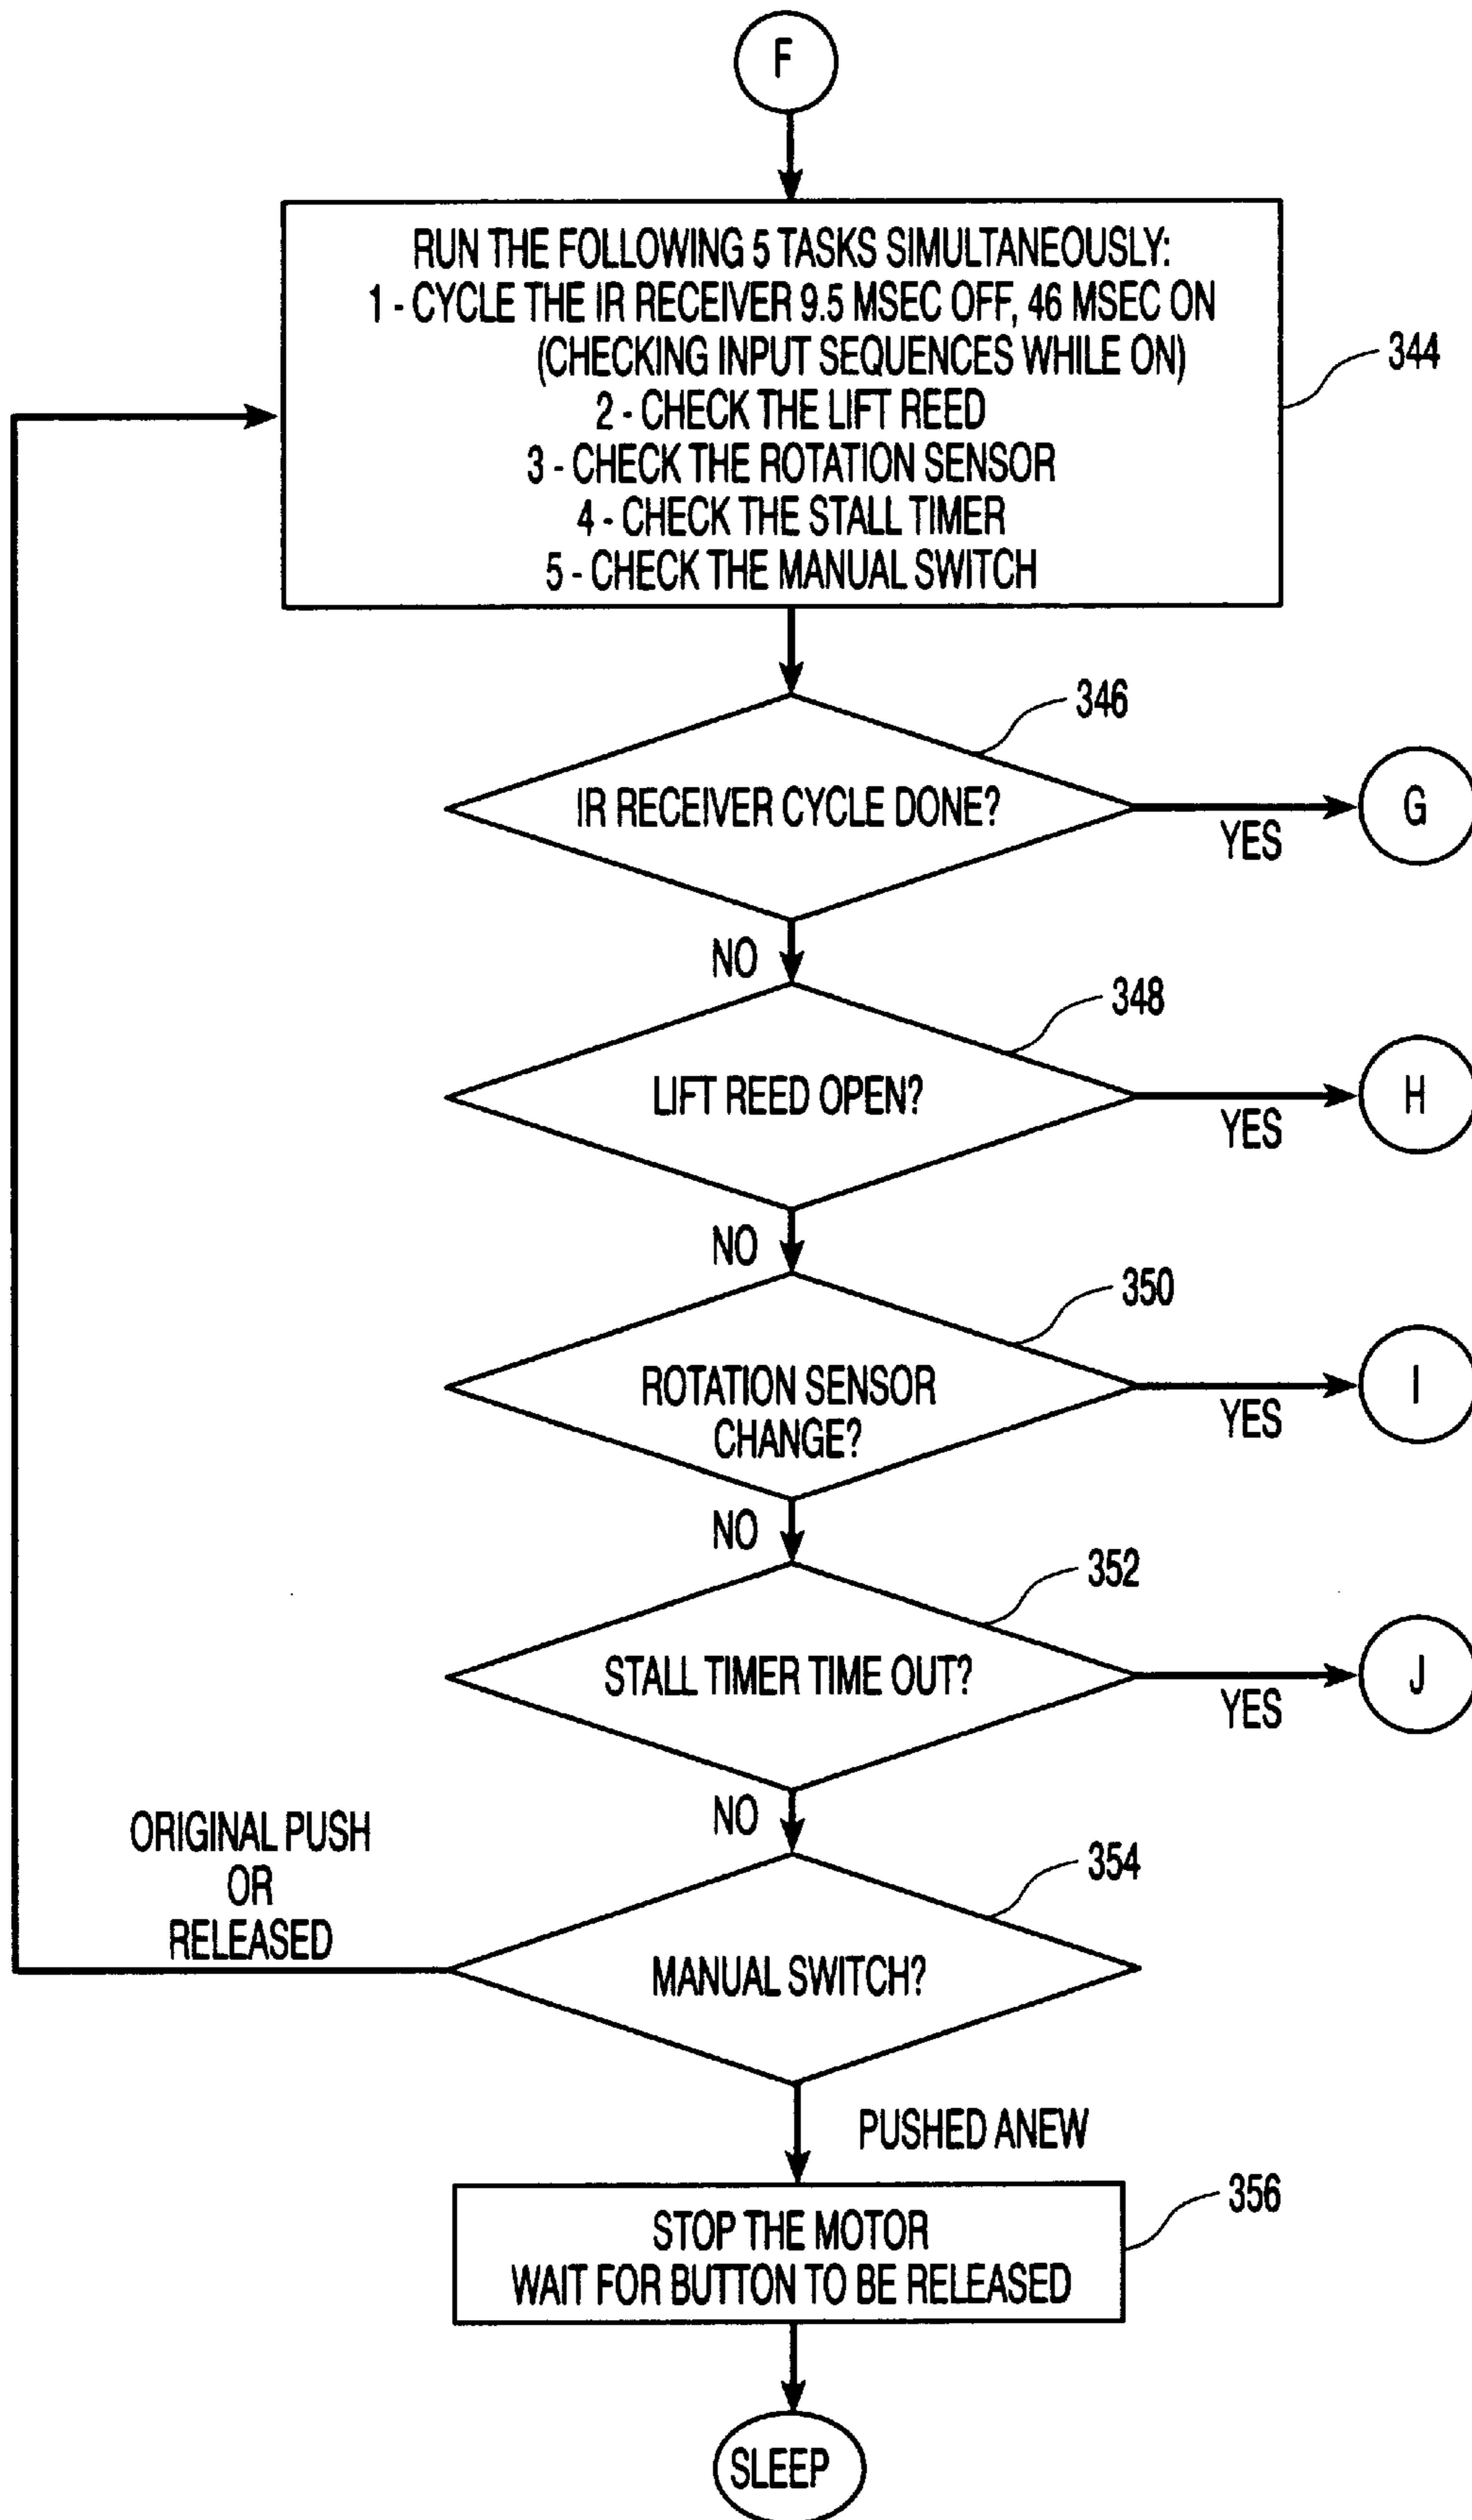 F
RUN THE FOLLOWING 5 TASKS SIMULTANEOUSLY:
1 - CYCLE THE IR RECEIVER 9.5 MSEC OFF, 46 MSEC ON
(CHECKING INPUT SEQUENCES WHILE ON)
2 - CHECK THE LIFT REED
3 - CHECK THE ROTATION SENSOR
4 - CHECK THE STALL TIMER
5 - CHECK THE MANUAL SWITCH
344
346
IR RECEIVER CYCLE DONE?
YES
G
NO
348
LIFT REED OPEN?
YES
H
NO
350
ROTATION SENSOR
CHANGE?
YES
I
NO
352
STALL TIMER TIME OUT?
YES
J
NO
354
ORIGINAL PUSH
OR
RELEASED
MANUAL SWITCH?
PUSHED ANEW
356
STOP THE MOTOR
WAIT FOR BUTTON TO BE RELEASED
SLEEP